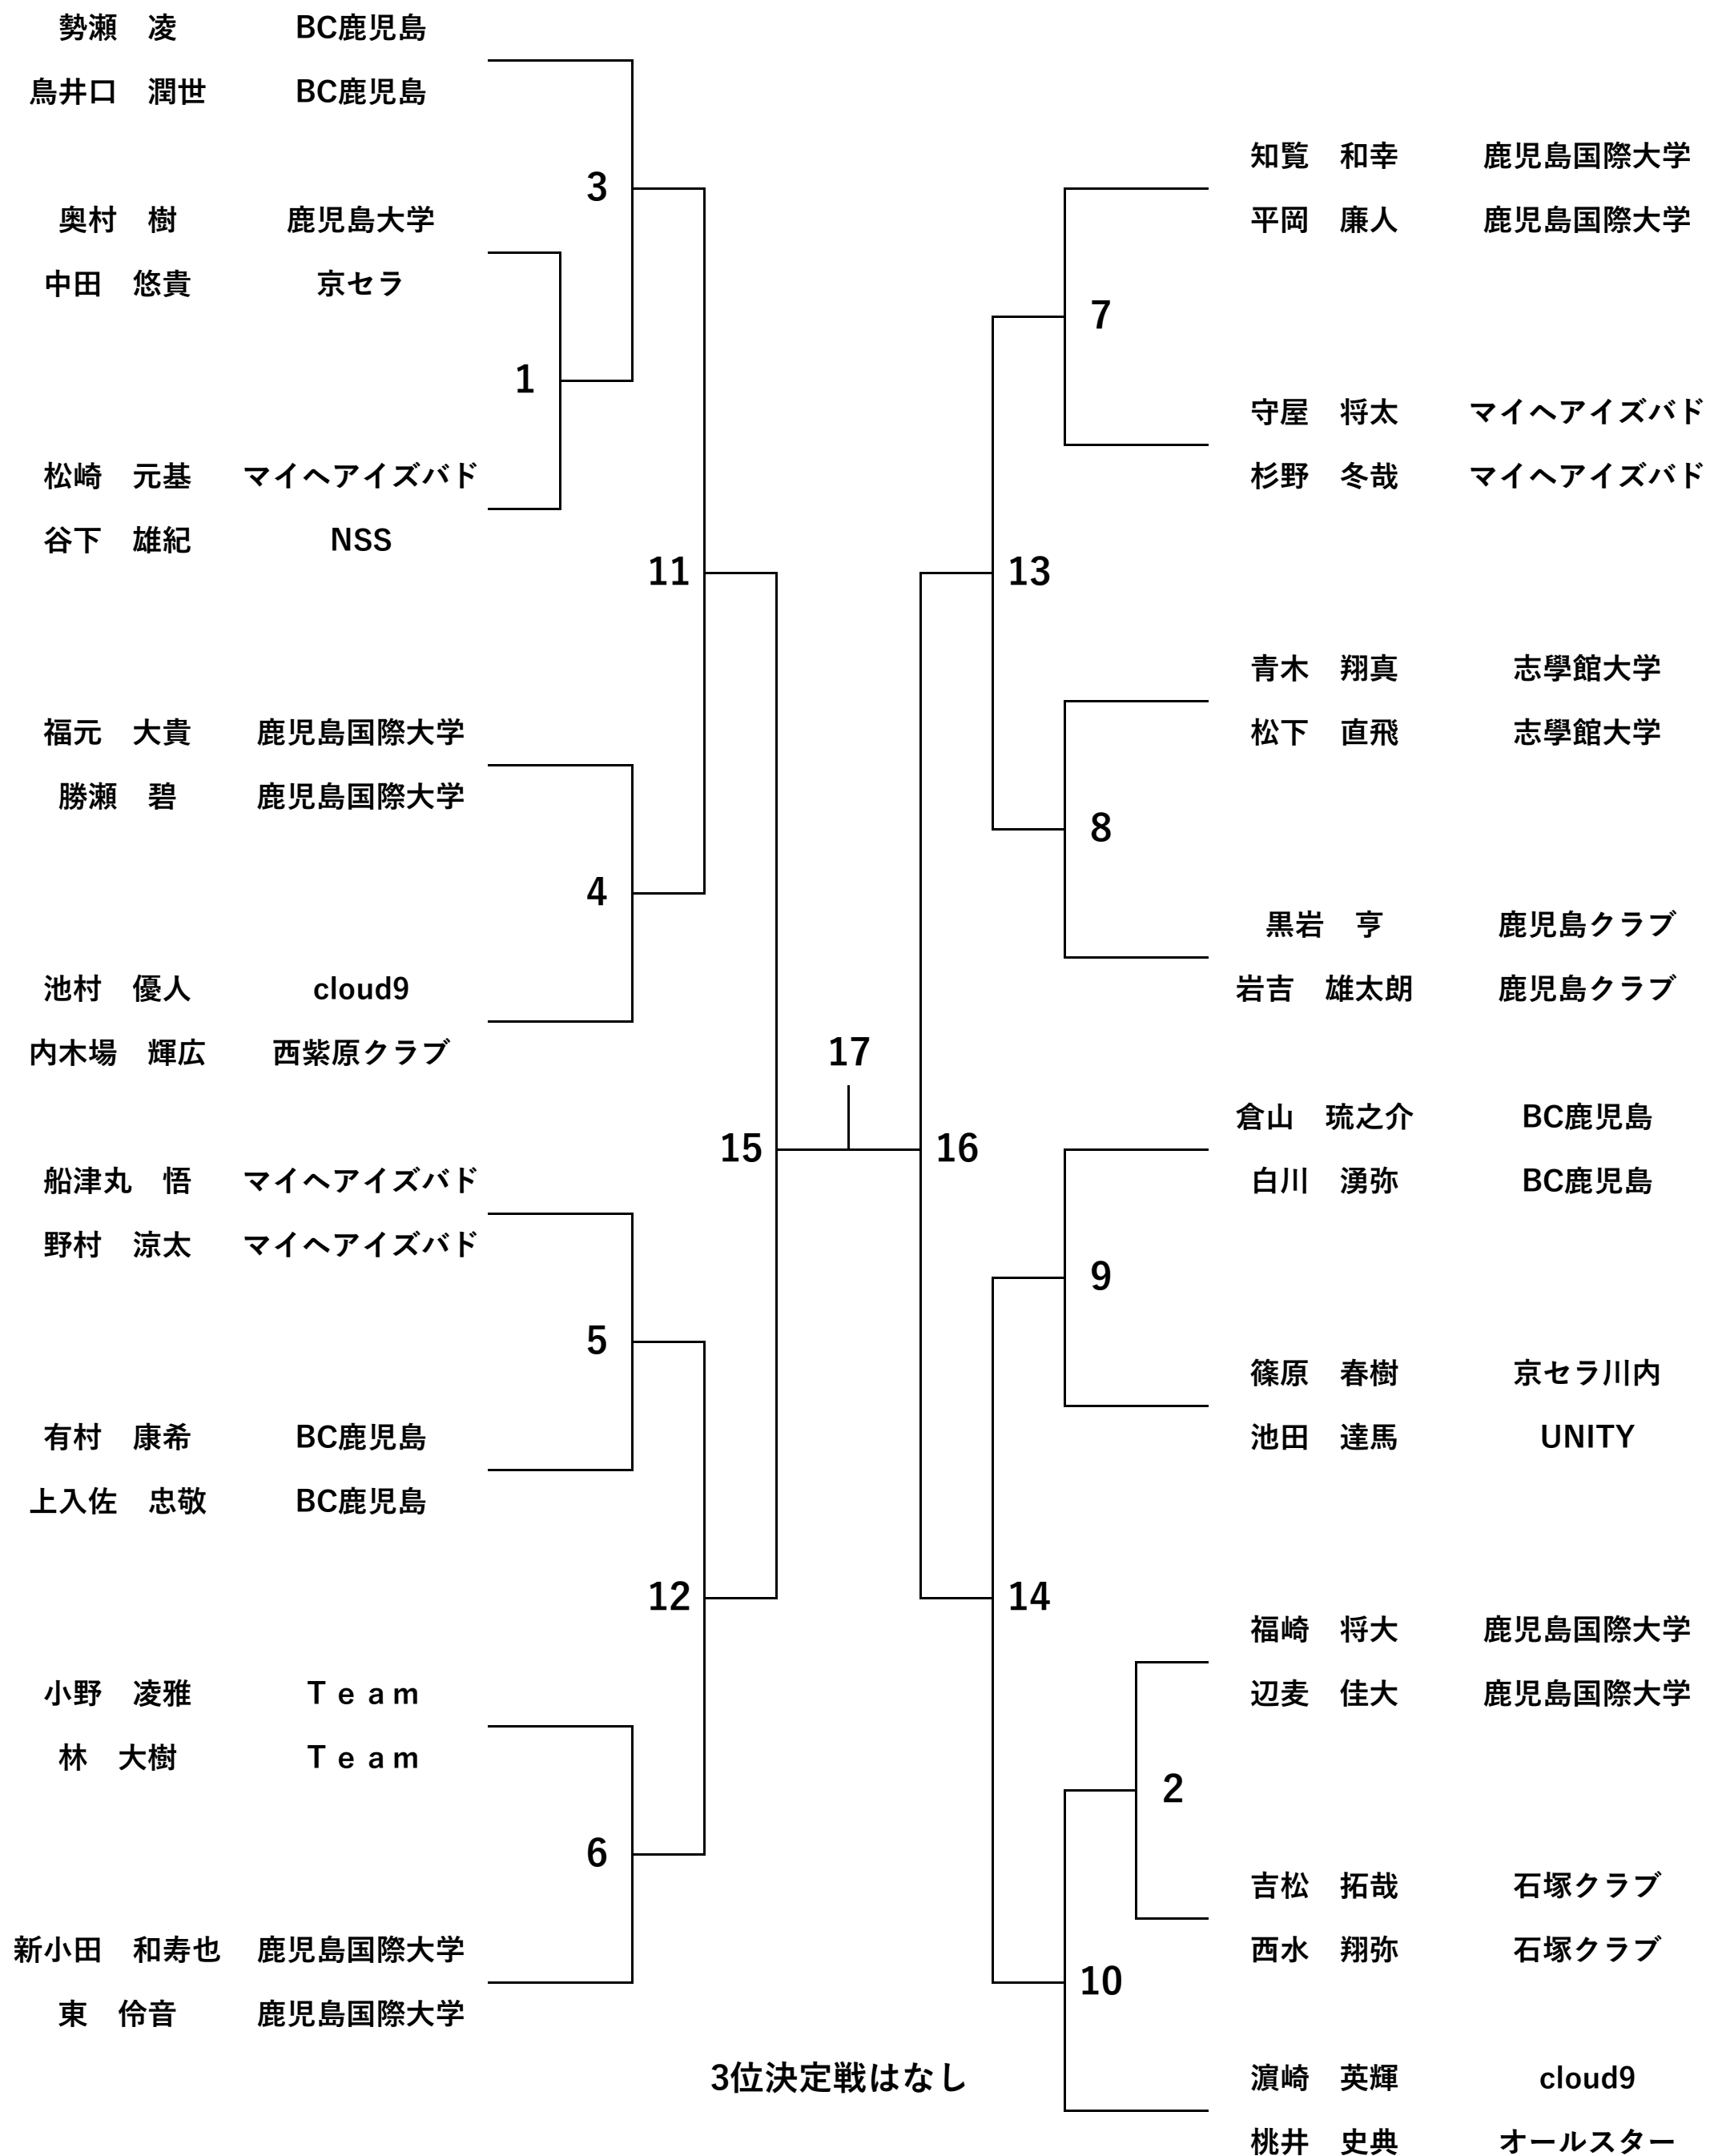 勢瀬　凌 BC鹿児島
鳥井口　潤世 BC鹿児島
3
奥村　樹 鹿児島大学
中田　悠貴 京セラ
1
松崎　元基 マイヘアイズバド
谷下　雄紀 NSS
11
福元　大貴 鹿児島国際大学
勝瀬　碧 鹿児島国際大学
4
池村　優人 cloud9
内木場　輝広 西紫原クラブ
15
船津丸　悟 マイヘアイズバド
野村　涼太 マイヘアイズバド
5
有村　康希 BC鹿児島
上入佐　忠敬 BC鹿児島
12
小野　凌雅 Ｔｅａｍ
林　大樹 Ｔｅａｍ
6
新小田　和寿也 鹿児島国際大学
東　伶音 鹿児島国際大学
17
知覧　和幸 鹿児島国際大学
平岡　廉人 鹿児島国際大学
7
守屋　将太 マイヘアイズバド
杉野　冬哉 マイヘアイズバド
13
青木　翔真 志學館大学
松下　直飛 志學館大学
8
黒岩　亨 鹿児島クラブ
岩吉　雄太朗 鹿児島クラブ
16
倉山　琉之介 BC鹿児島
白川　湧弥 BC鹿児島
9
篠原　春樹 京セラ川内
池田　達馬 UNITY
14
福崎　将大 鹿児島国際大学
辺麦　佳大 鹿児島国際大学
2
吉松　拓哉 石塚クラブ
西水　翔弥 石塚クラブ
10
濵崎　英輝 cloud9
桃井　史典 オールスター
3位決定戦はなし